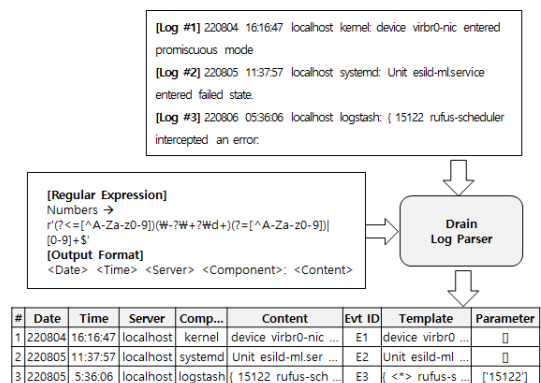 [Log #1] 220804 16:16:47 localhost kernel: device virbr0-nic entered
promiscuous mode
[Log #2] 220805 11:37:57 localhost systemd: Unit esild-ml.service
entered failed state.
[Log #3] 220806 05:36:06 localhost logstash: { 15122 rufus-scheduler
intercepted an error:
[Regular Expression]
Numbers →
r'(?<=[^A-Za-z0-9])(₩-?₩+?₩d+)(?=[^A-Za-z0-9])|
[0-9]+$'
[Output Format]
<Date> <Time> <Server> <Component>: <Content>
Drain
Log Parser
# Date Time Server Comp... Content Evt ID Template Parameter
1 220804 16:16:47 localhost kernel device virbr0-nic ... E1 device virbr0 ... []
2 220805 11:37:57 localhost systemd Unit esild-ml.ser ... E2 Unit esild-ml ... []
3 220805 5:36:06 localhost logstash { 15122 rufus-sch ... E3 { <*> rufus-s ... ['15122']